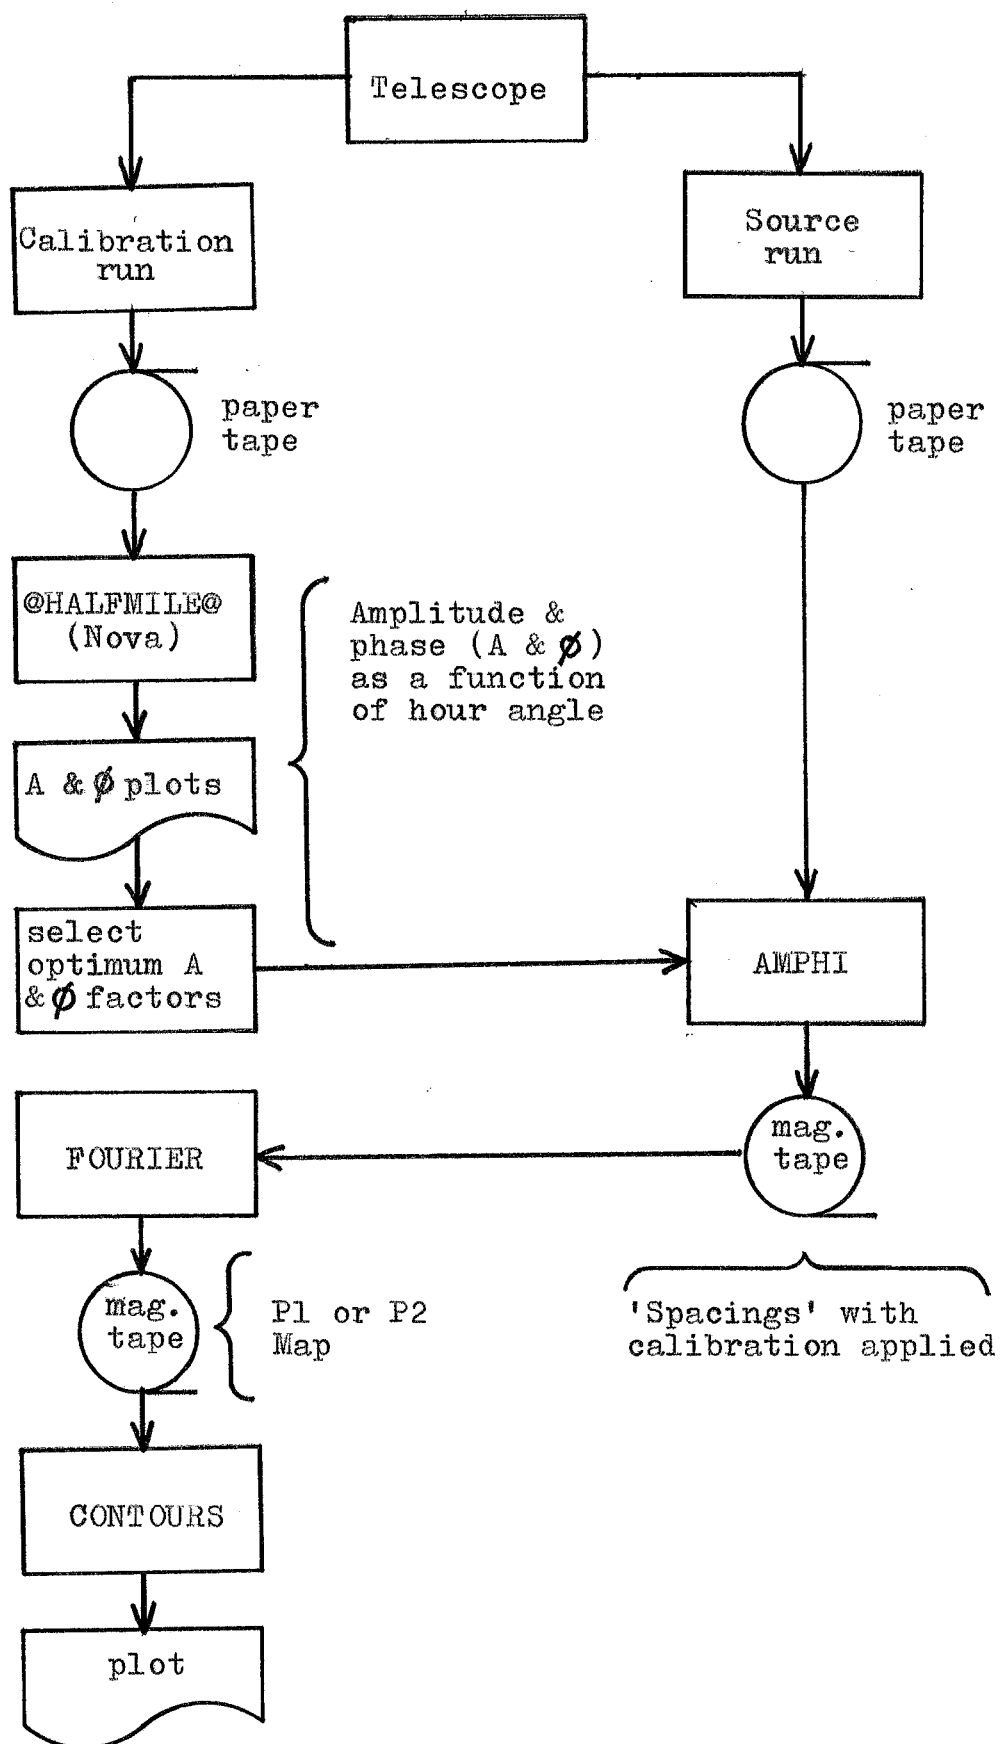 Telescope
Calibration
run
Source
run
paper
tape
paper
tape
@HALFMILE@
(Nova)
Amplitude &
phase (A & ø)
as a function
of hour angle
A & ø plots
select
optimum A
& ø factors
AMPHI
FOURIER
mag.
tape
mag.
tape
P1 or P2
Map
'Spacings' with
calibration applied
CONTOURS
plot